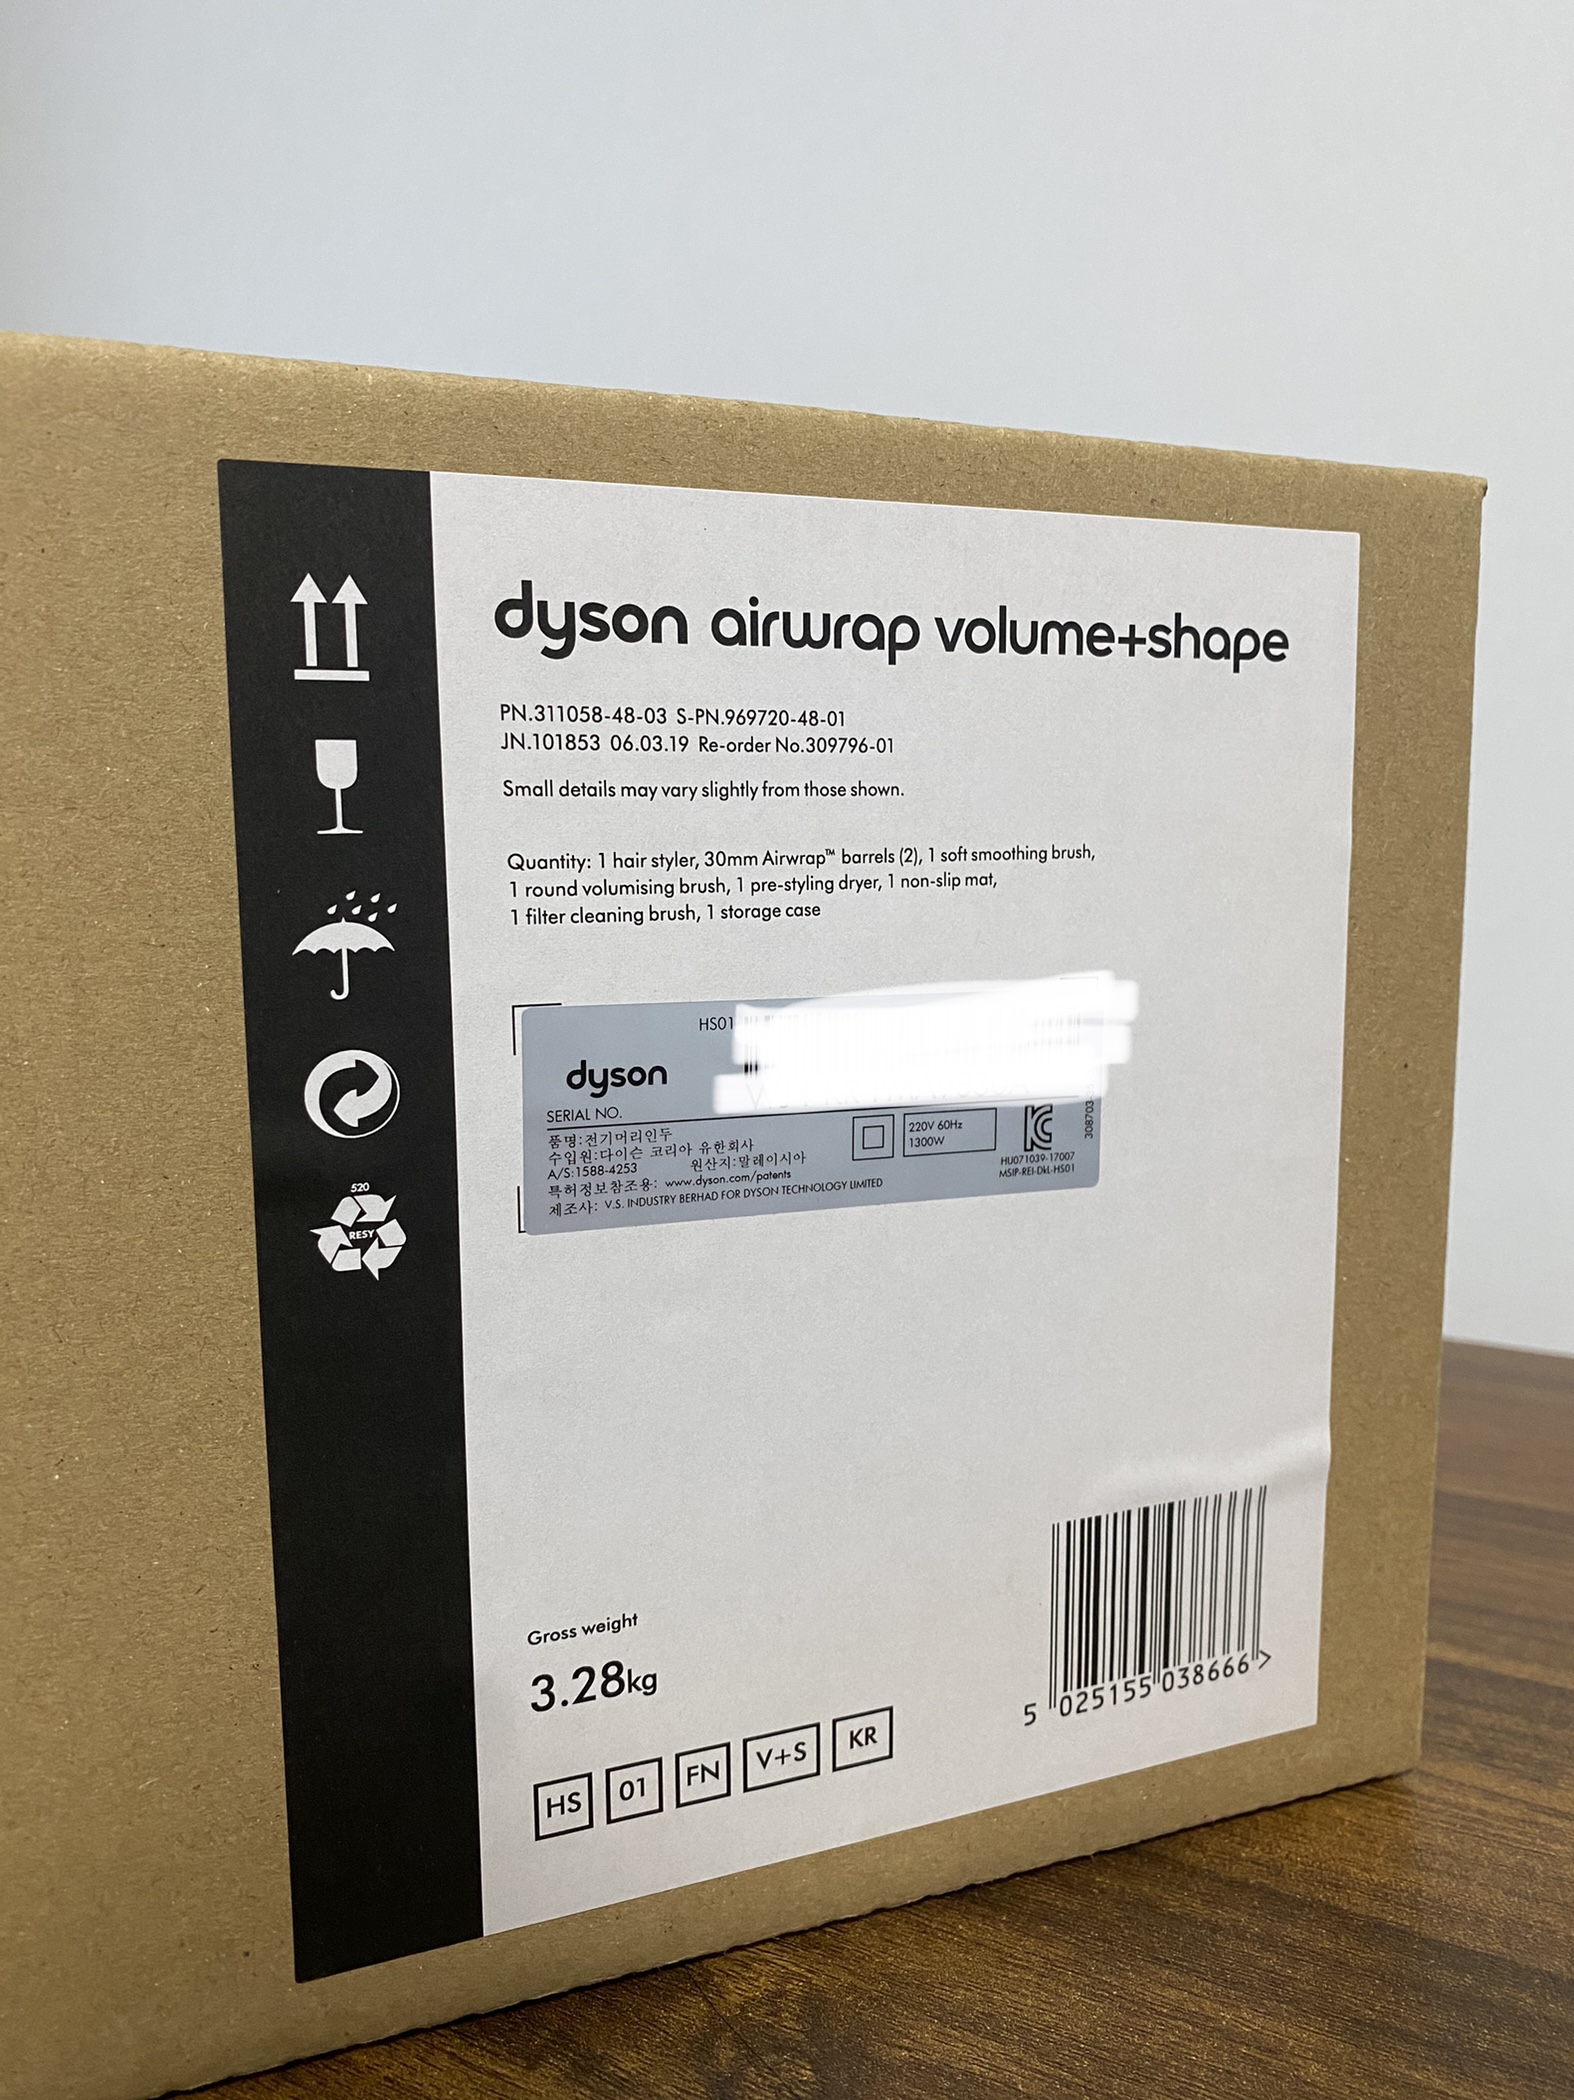 dyson airwrap volume+shape
PN.311058-48-03 S-PN.969720-48-01
JN.101853 06.03.19 Re-order No.309796-01
Small details may vary slightly from those shown.
Quantity: 1 hair styler, 30mm Airwrap™ barrels (2), 1 soft smoothing brush,
1 round volumising brush, 1 pre-styling dryer, 1 non-slip mat,
1 filter cleaning brush, 1 storage case
HS01
dyson
SERIAL NO.
품명:전기머리인두
수입원:다이슨 코리아 유한회사
A/S:1588-4253 원산지:말레이시아
특허정보참조용: www.dyson.com/patents
제조사: V.S. INDUSTRY BERHAD FOR DYSON TECHNOLOGY LIMITED
220V 60Hz
1300W
HU071039-17007
MSIP-REI-DkL-HS01
308703
520
RESY
Gross weight
3.28kg
HS 01 FN V+S KR
5 025155 038666 >